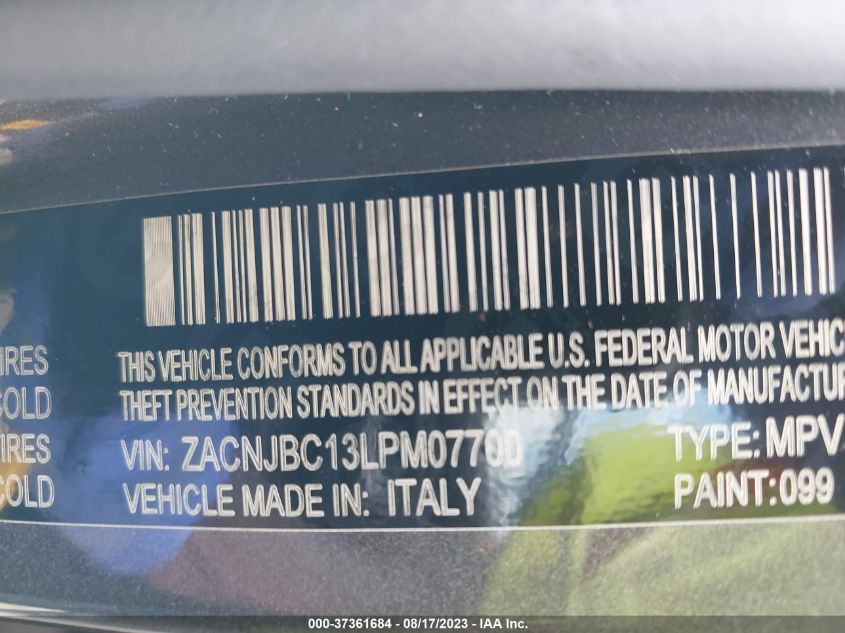 IRES
COLD
IRES
COLD
THIS VEHICLE CONFORMS TO ALL APPLICABLE U.S. FEDERAL MOTOR VEHIC
THEFT PREVENTION STANDARDS IN EFFECT ON THE DATE OF MANUFACTUR
VIN: ZACNJBC13LPM07700 TYPE: MPV
VEHICLE MADE IN: ITALY PAINT: 099
000-37361684 - 08/17/2023 - IAA Inc.